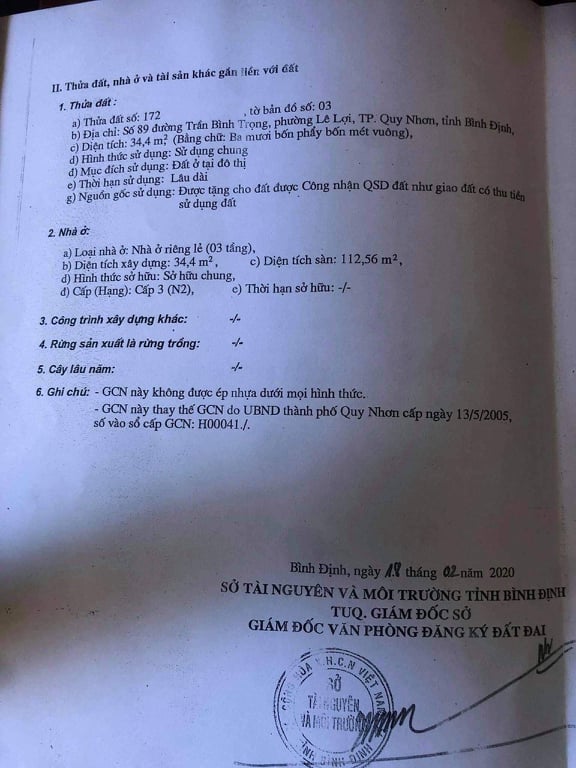 II. Thửa đất, nhà ở và tài sản khác gắn liền với đất
1. Thửa đất :
a) Thửa đất số: 172 , tờ bản đồ số: 03
b) Địa chỉ: Số 89 đường Trần Bình Trọng, phường Lê Lợi, TP. Quy Nhơn, tỉnh Bình Định,
c) Diện tích: 34,4 m², (Bằng chữ: Ba mươi bốn phẩy bốn mét vuông),
d) Hình thức sử dụng: Sử dụng chung
đ) Mục đích sử dụng: Đất ở tại đô thị
e) Thời hạn sử dụng: Lâu dài
g) Nguồn gốc sử dụng: Được tặng cho đất được Công nhận QSD đất như giao đất có thu tiền
sử dụng đất
2. Nhà ở:
a) Loại nhà ở: Nhà ở riêng lẻ (03 tầng),
b) Diện tích xây dựng: 34,4 m² , c) Diện tích sàn: 112,56 m² ,
d) Hình thức sở hữu: Sở hữu chung,
đ) Cấp (Hạng): Cấp 3 (N2), e) Thời hạn sở hữu: -/-
3. Công trình xây dựng khác: -/-
4. Rừng sản xuất là rừng trồng: -/-
5. Cây lâu năm: -/-
6. Ghi chú: - GCN này không được ép nhựa dưới mọi hình thức.
- GCN này thay thế GCN do UBND thành phố Quy Nhơn cấp ngày 13/5/2005,
số vào sổ cấp GCN: H00041./.
Bình Định, ngày 18 tháng 02 năm 2020
SỞ TÀI NGUYÊN VÀ MÔI TRƯỜNG TỈNH BÌNH ĐỊNH
TUQ. GIÁM ĐỐC SỞ
GIÁM ĐỐC VĂN PHÒNG ĐĂNG KÝ ĐẤT ĐAI
CỘNG HÒA X.H.C.N VIỆT NAM
SỞ
TÀI NGUYÊN
VÀ MÔI TRƯỜNG
TỈNH BÌNH ĐỊNH